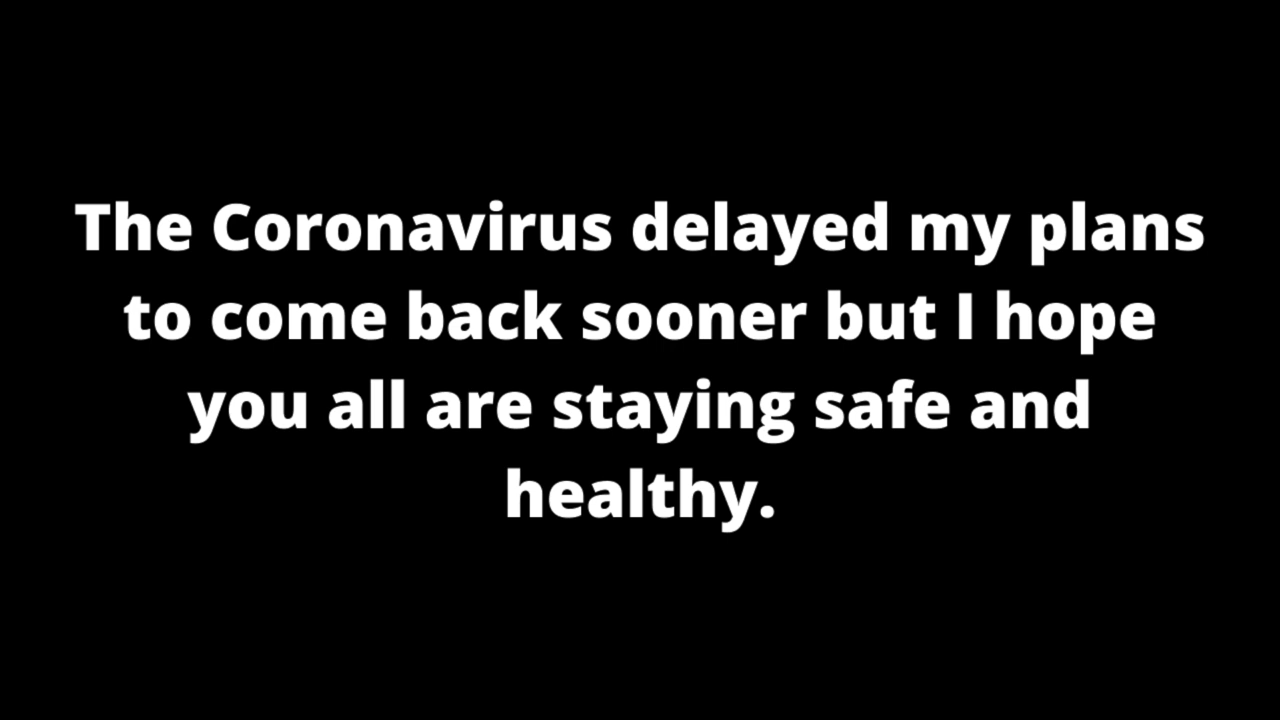 The Coronavirus delayed my plans
to come back sooner but I hope
you all are staying safe and
healthy.